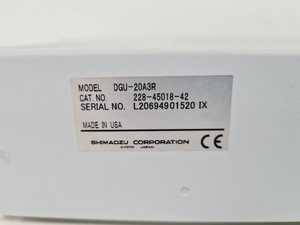 MODEL DGU-20A3R
CAT. NO. 228-45018-42
SERIAL NO. L20694901520 IX
MADE IN USA
SHIMADZU CORPORATION
KYOTO JAPAN
CE